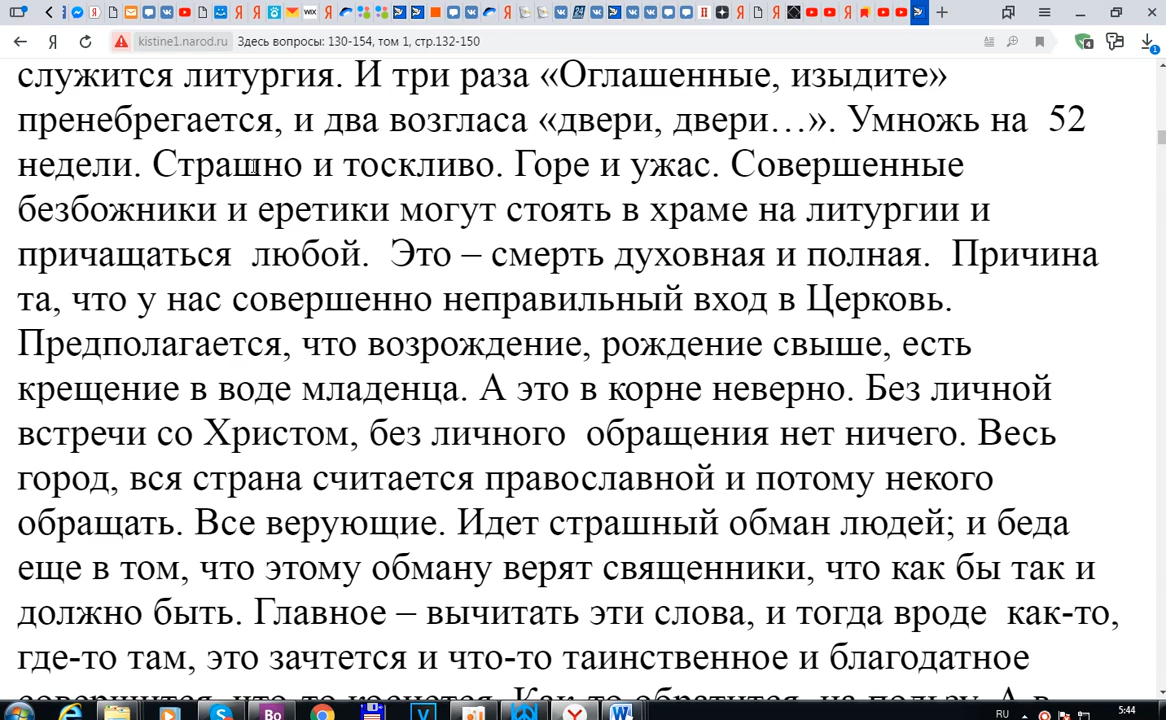 kistine1.narod.ru Здесь вопросы: 130-154, том 1, стр.132-150
служится литургия. И три раза «Оглашенные, изыдите»
пренебрегается, и два возгласа «двери, двери…». Умножь на 52
недели. Страшно и тоскливо. Горе и ужас. Совершенные
безбожники и еретики могут стоять в храме на литургии и
причащаться любой. Это – смерть духовная и полная. Причина
та, что у нас совершенно неправильный вход в Церковь.
Предполагается, что возрождение, рождение свыше, есть
крещение в воде младенца. А это в корне неверно. Без личной
встречи со Христом, без личного обращения нет ничего. Весь
город, вся страна считается православной и потому некого
обращать. Все верующие. Идет страшный обман людей; и беда
еще в том, что этому обману верят священники, что как бы так и
должно быть. Главное – вычитать эти слова, и тогда вроде как-то,
где-то там, это зачтется и что-то таинственное и благодатное
RU 5:44